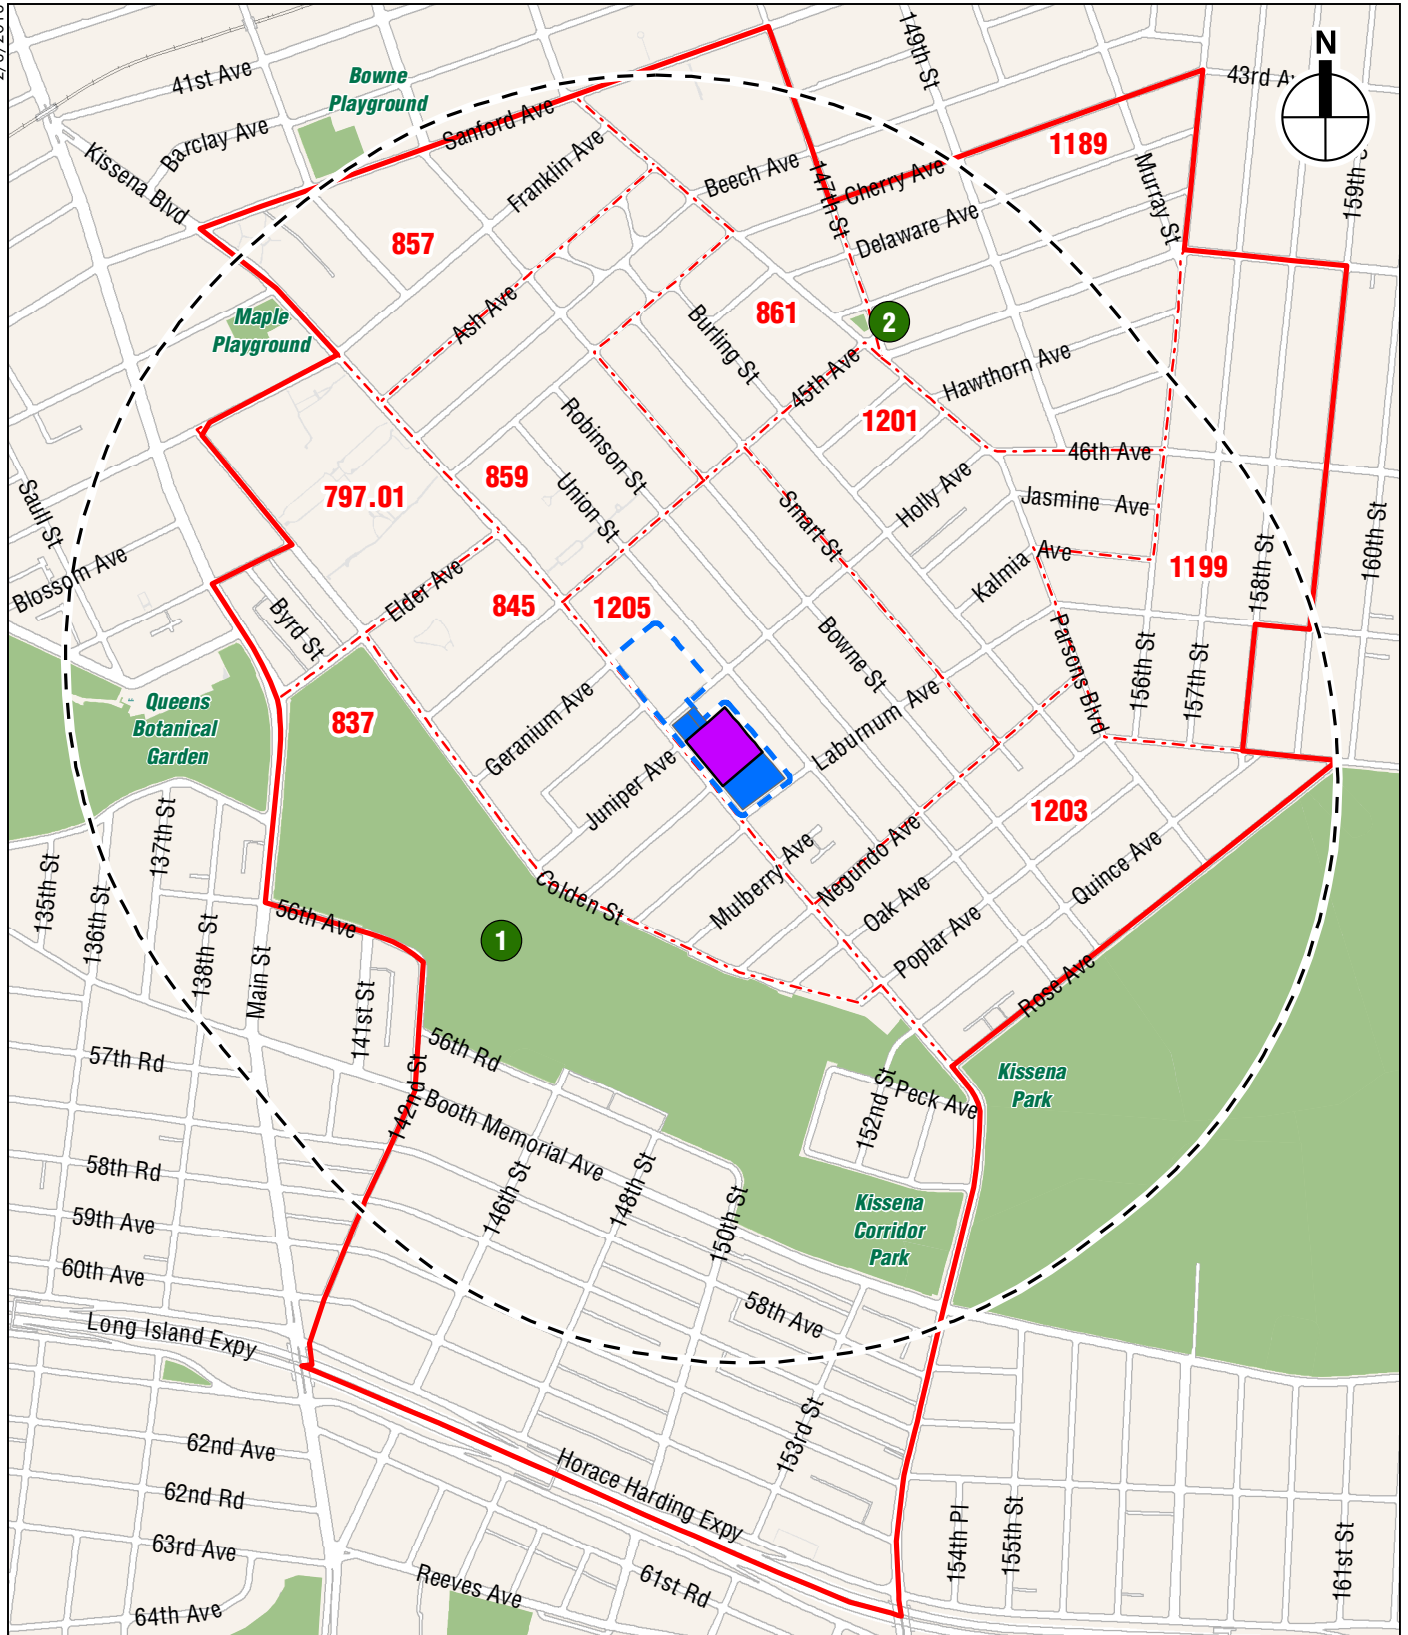 N
149th St
43rd A
41st Ave
Bowne
Playground
Barclay Ave
Sanford Ave
Franklin Ave
Kissena Blvd
Beech Ave
147th St
Cherry Ave
1189
Murray St
159th S
Delaware Ave
857
Ash Ave
Maple
Playground
Burling St
861
2
45th Ave
Hawthorn Ave
1201
46th Ave
Robinson St
Union St
859
797.01
Smart St
Holly Ave
Jasmine Ave
Saull St
Blossom Ave
Elder Ave
845
1205
Kalmia Ave
1199
158th St
160th St
Byrd St
Bowne St
Parsons Blvd
156th St
157th St
Queens
Botanical
Garden
837
Geranium Ave
Laburnum Ave
Juniper Ave
1203
137th St
135th St
136th St
138th St
Main St
56th Ave
Colden St
Mulberry Ave
Negundo Ave
Oak Ave
Quince Ave
Poplar Ave
Rose Ave
1
141st St
56th Rd
57th Rd
142nd St
Booth Memorial Ave
152nd St
Peck Ave
Kissena
Park
58th Rd
146th St
148th St
150th St
59th Ave
Kissena
Corridor
Park
60th Ave
Long Island Expy
58th Ave
153rd St
62nd Ave
Horace Harding Expy
62nd Rd
154th Pl
155th St
161st St
63rd Ave
Reeves Ave
61st Rd
64th Ave